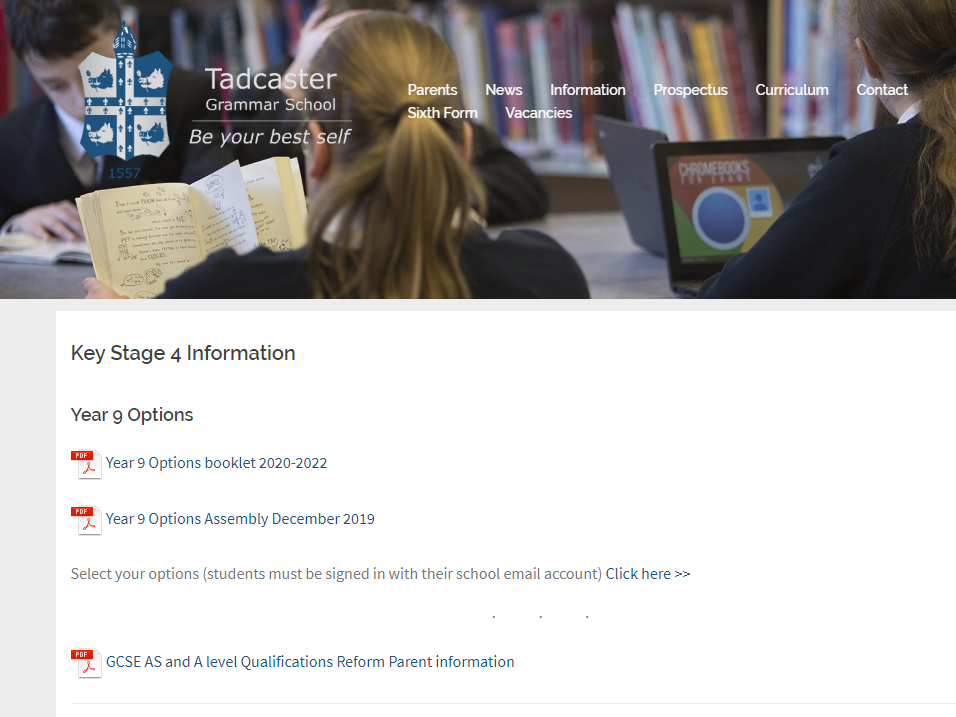 Tadcaster
Grammar School
Be your best self
1557
Parents News Information Prospectus Curriculum Contact
Sixth Form Vacancies
CHROMEBOOKS
FOR EXAMS
Key Stage 4 Information
Year 9 Options
PDF Year 9 Options booklet 2020-2022
PDF Year 9 Options Assembly December 2019
Select your options (students must be signed in with their school email account) Click here >>
. . .
PDF GCSE AS and A level Qualifications Reform Parent information